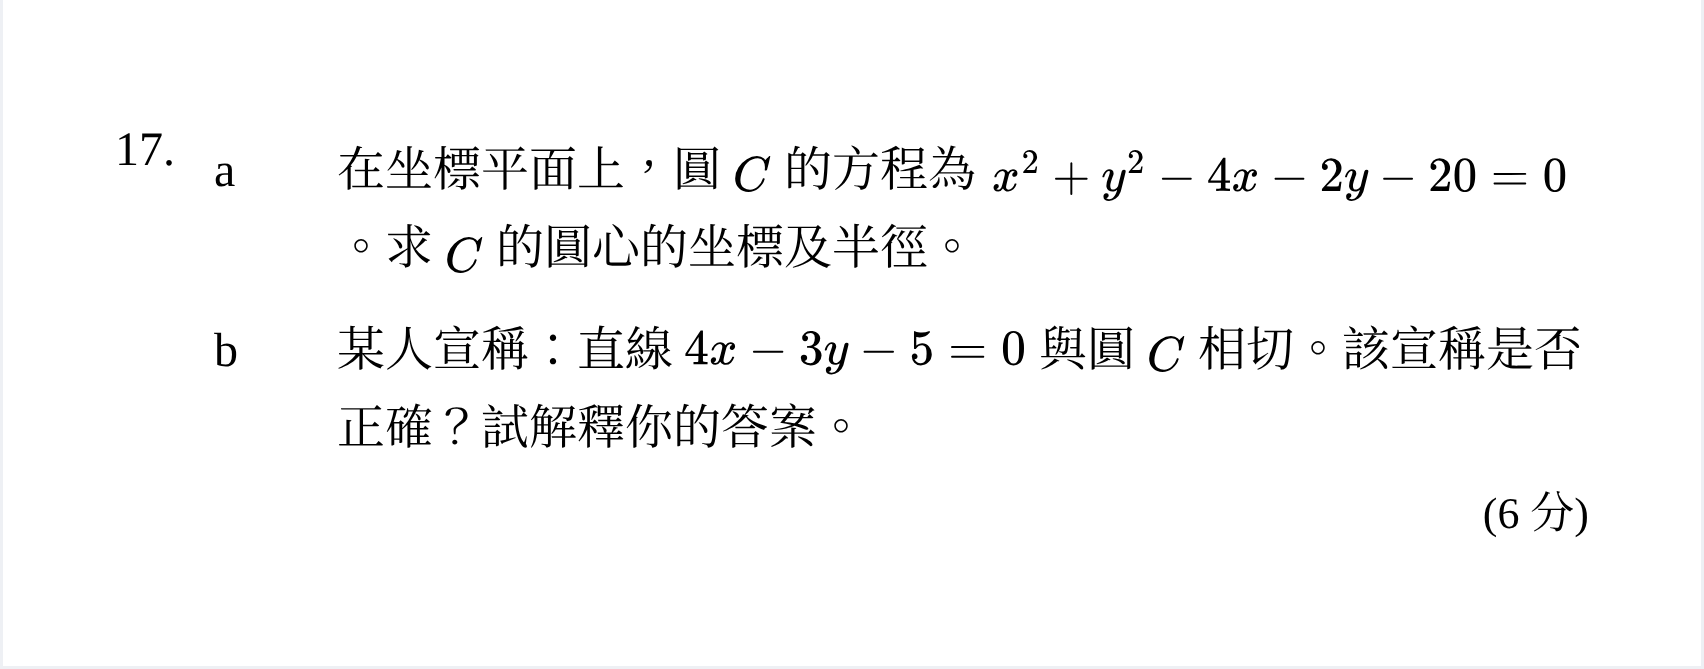 17. a 在坐標平面上，圓 C 的方程為 x² + y² − 4x − 2y − 20 = 0
。求 C 的圓心的坐標及半徑。
b 某人宣稱：直線 4x − 3y − 5 = 0 與圓 C 相切。該宣稱是否
正確？試解釋你的答案。
(6 分)